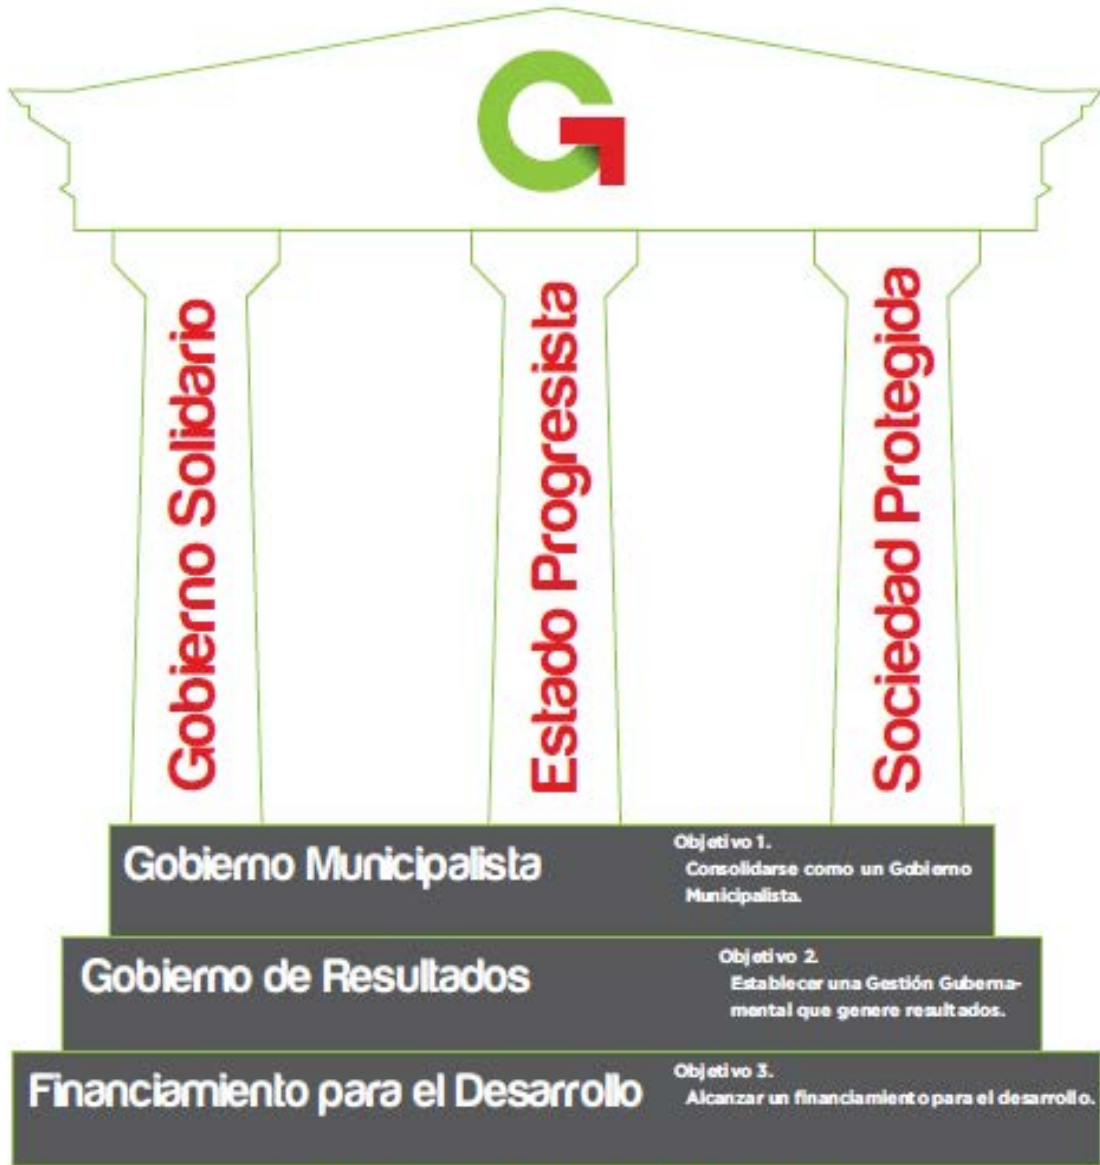 G
Gobierno Solidario
Estado Progresista
Sociedad Protegida
Gobierno Municipalista
Objetivo 1.
Consolidarse como un Gobierno
Municipalista.
Gobierno de Resultados
Objetivo 2.
Establecer una Gestión Guberna-
mental que genere resultados.
Financiamiento para el Desarrollo
Objetivo 3.
Alcanzar un financiamiento para el desarrollo.